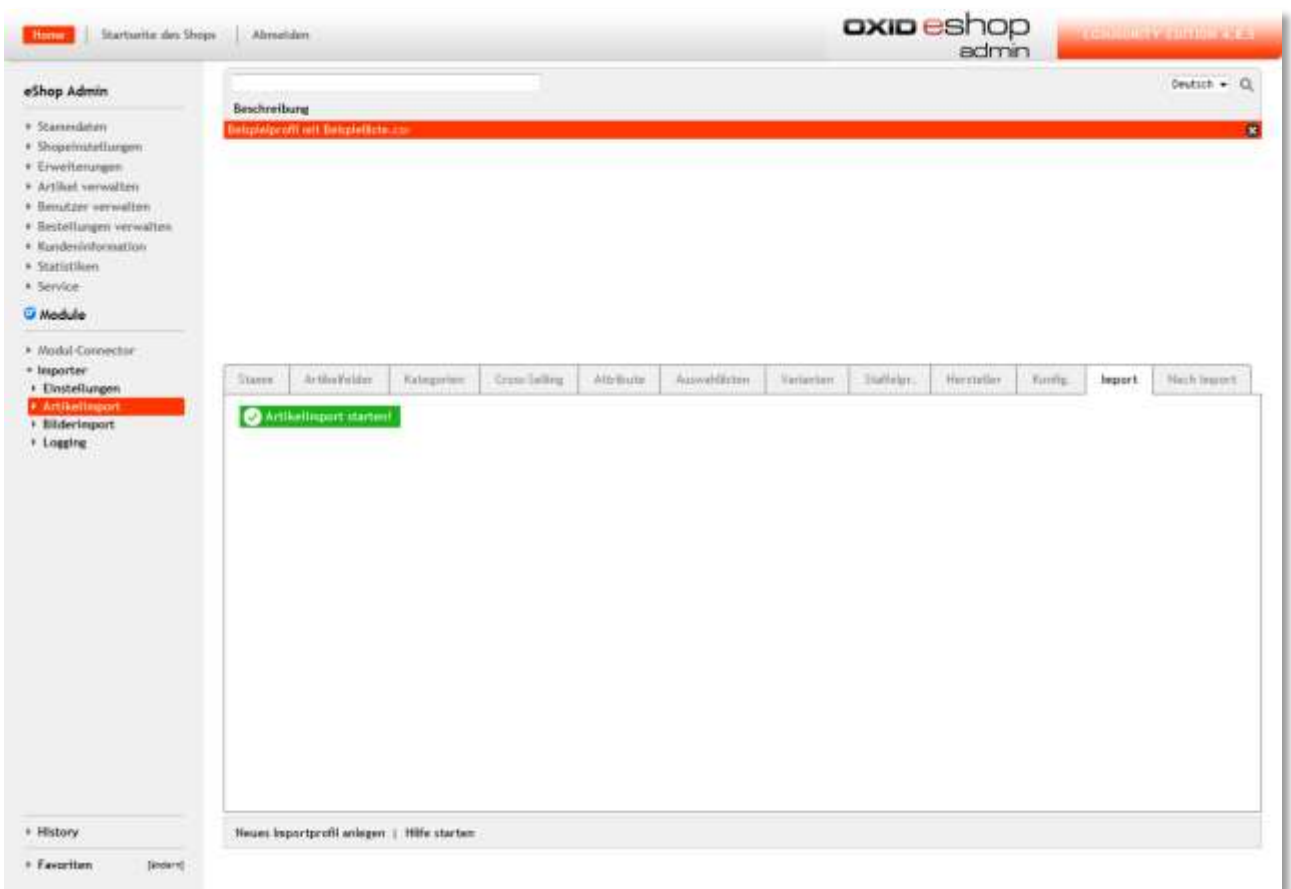 Home | Startseite des Shops | Abmelden
OXID eshop
admin
COMMUNITY EDITION
eShop Admin
Stammdaten
Shopeinstellungen
Erweiterungen
Artikel verwalten
Benutzer verwalten
Bestellungen verwalten
Kundeninformation
Statistiken
Service
Module
Modul-Connector
Importer
Einstellungen
Artikelimport
Bilderimport
Logging
History
Favoriten [ändern]
Deutsch
Beschreibung
Beispielprofil mit Beispielliste.csv
Stamm Artikelfelder Kategorien Cross-Selling Attribute Auswahllisten Varianten Staffelpr. Hersteller Konfig. Import Nach Import
Artikelimport starten!
Neues Importprofil anlegen | Hilfe starten